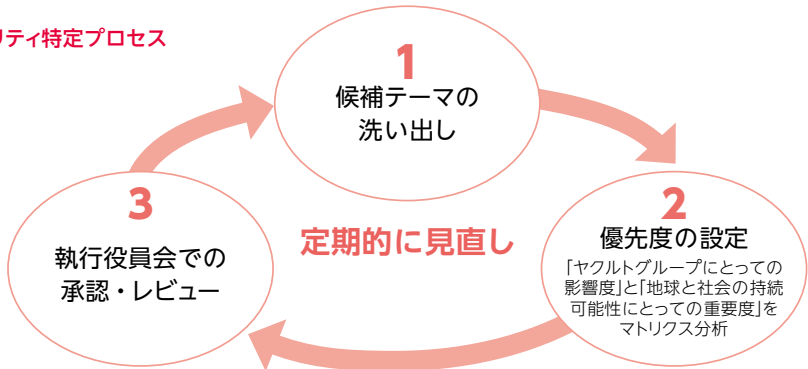 リティ特定プロセス
1
候補テーマの
洗い出し
2
優先度の設定
「ヤクルトグループにとっての
影響度」と「地球と社会の持続
可能性にとっての重要度」を
マトリクス分析
3
執行役員会での
承認・レビュー
定期的に見直し